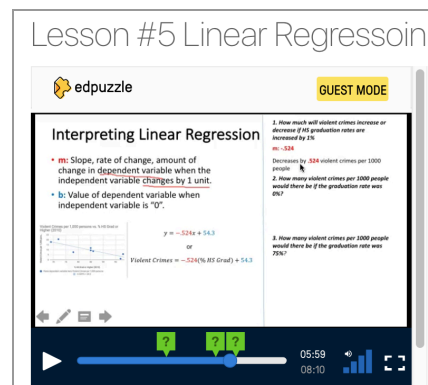 Lesson #5 Linear Regressoin
edpuzzle
GUEST MODE
Interpreting Linear Regression
• m: Slope, rate of change, amount of
change in dependent variable when the
independent variable changes by 1 unit.
• b: Value of dependent variable when
independent variable is "0".
y = −.524x + 54.3
or
Violent Crimes = −.524(% HS Grad) + 54.3
1. How much will violent crimes increase or
decrease if HS graduation rates are
increased by 1%
m: -.524
Decreases by .524 violent crimes per 1000
people
2. How many violent crimes per 1000 people
would there be if the graduation rate was
0%?
3. How many violent crimes per 1000 people
would there be if the graduation rate was
75%?
? ? ?
05:59
08:10